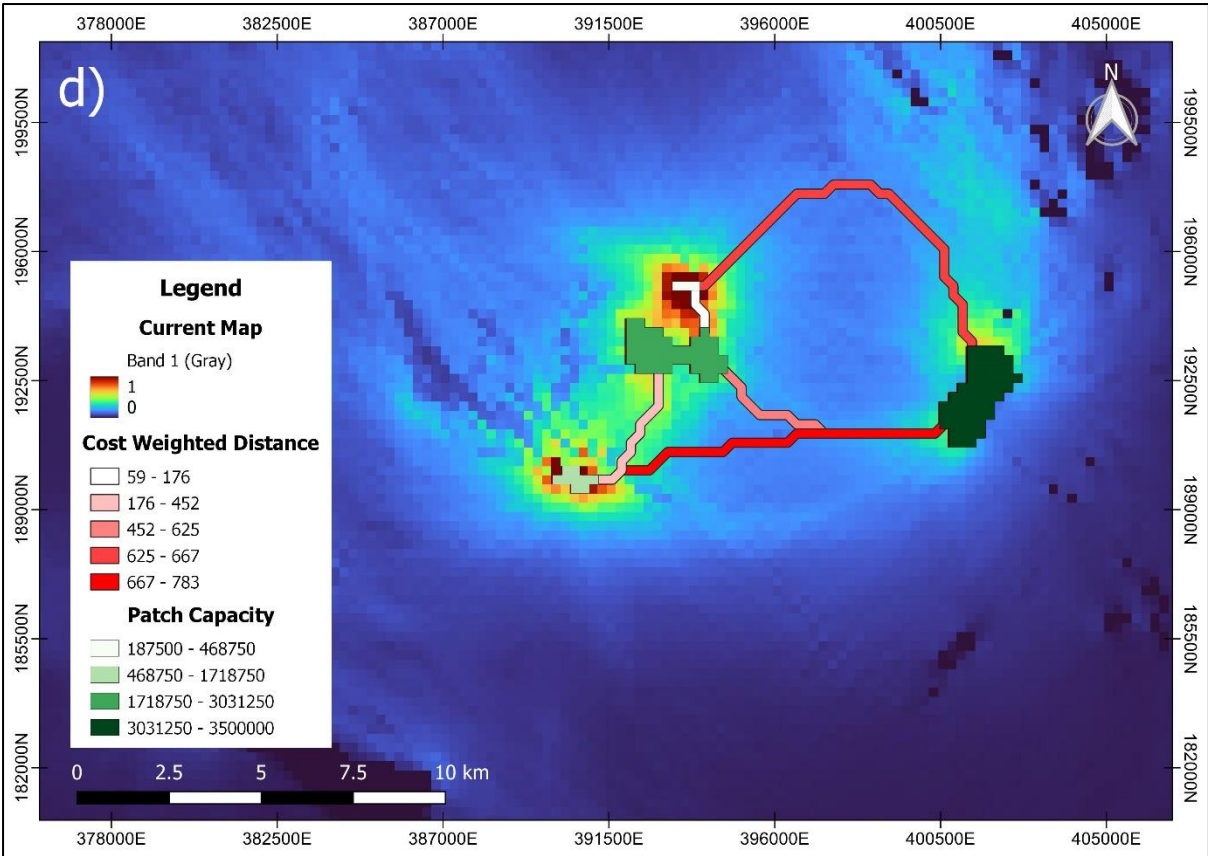 378000E 382500E 387000E 391500E 396000E 400500E 405000E
d)
N
199500N 199500N
196000N 196000N
192500N 192500N
189000N 189000N
185500N 185500N
182000N 182000N
Legend
Current Map
Band 1 (Gray)
1
0
Cost Weighted Distance
59 - 176
176 - 452
452 - 625
625 - 667
667 - 783
Patch Capacity
187500 - 468750
468750 - 1718750
1718750 - 3031250
3031250 - 3500000
0 2.5 5 7.5 10 km
378000E 382500E 387000E 391500E 396000E 400500E 405000E